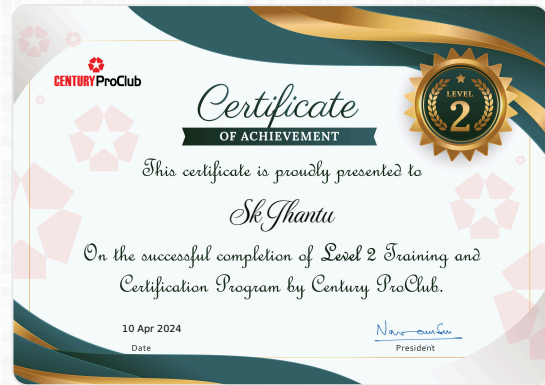 CENTURY ProClub
LEVEL
2
Certificate
OF ACHIEVEMENT
This certificate is proudly presented to
Sk Jhantu
On the successful completion of Level 2 Training and
Certification Program by Century ProClub.
10 Apr 2024
Date
President